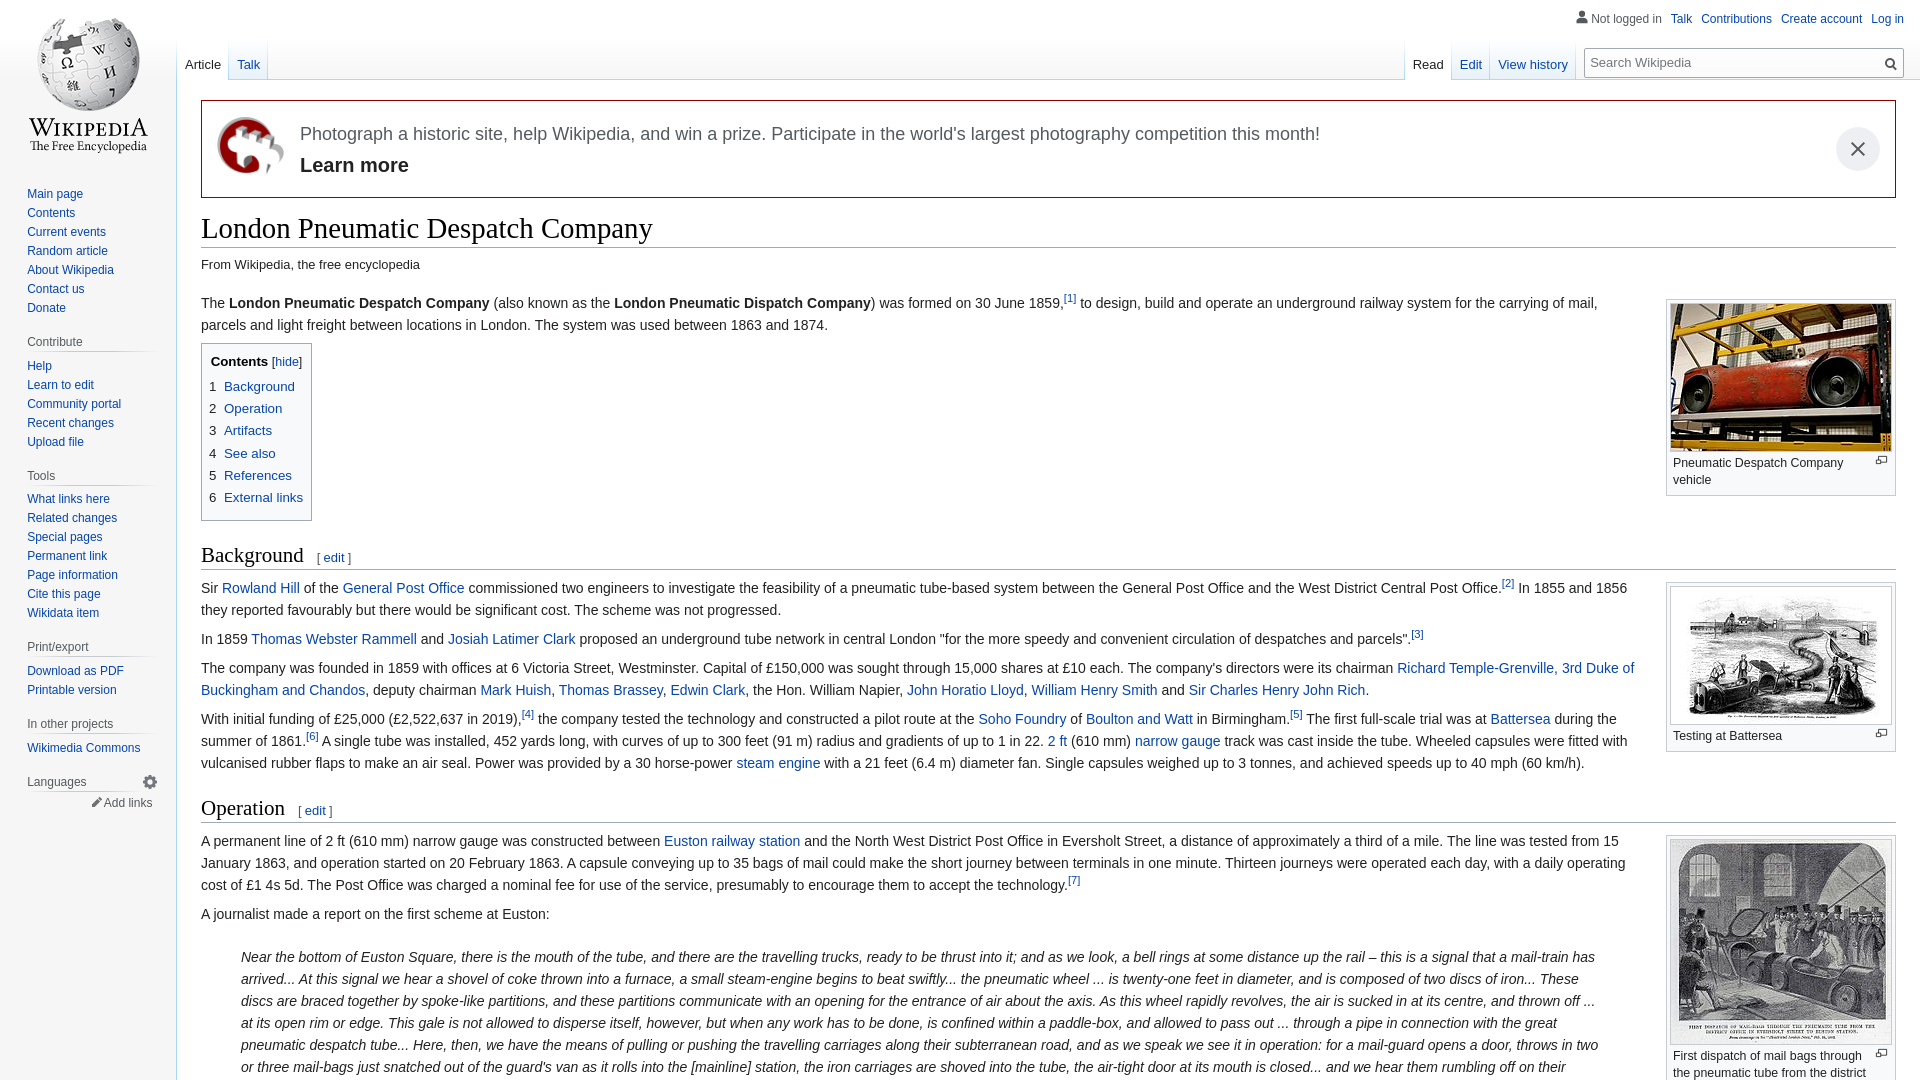 Not logged in Talk Contributions Create account Log in
Article Talk Read Edit View history Search Wikipedia
WIKIPEDIA
The Free Encyclopedia
Main page
Contents
Current events
Random article
About Wikipedia
Contact us
Donate
Contribute
Help
Learn to edit
Community portal
Recent changes
Upload file
Tools
What links here
Related changes
Special pages
Permanent link
Page information
Cite this page
Wikidata item
Print/export
Download as PDF
Printable version
In other projects
Wikimedia Commons
Languages
Add links
Photograph a historic site, help Wikipedia, and win a prize. Participate in the world's largest photography competition this month!
Learn more
London Pneumatic Despatch Company
From Wikipedia, the free encyclopedia
The London Pneumatic Despatch Company (also known as the London Pneumatic Dispatch Company) was formed on 30 June 1859,[1] to design, build and operate an underground railway system for the carrying of mail,
parcels and light freight between locations in London. The system was used between 1863 and 1874.
Pneumatic Despatch Company
vehicle
Contents [hide]
1 Background
2 Operation
3 Artifacts
4 See also
5 References
6 External links
Background [ edit ]
Sir Rowland Hill of the General Post Office commissioned two engineers to investigate the feasibility of a pneumatic tube-based system between the General Post Office and the West District Central Post Office.[2] In 1855 and 1856
they reported favourably but there would be significant cost. The scheme was not progressed.
In 1859 Thomas Webster Rammell and Josiah Latimer Clark proposed an underground tube network in central London "for the more speedy and convenient circulation of despatches and parcels".[3]
The company was founded in 1859 with offices at 6 Victoria Street, Westminster. Capital of £150,000 was sought through 15,000 shares at £10 each. The company's directors were its chairman Richard Temple-Grenville, 3rd Duke of
Buckingham and Chandos, deputy chairman Mark Huish, Thomas Brassey, Edwin Clark, the Hon. William Napier, John Horatio Lloyd, William Henry Smith and Sir Charles Henry John Rich.
With initial funding of £25,000 (£2,522,637 in 2019),[4] the company tested the technology and constructed a pilot route at the Soho Foundry of Boulton and Watt in Birmingham.[5] The first full-scale trial was at Battersea during the
summer of 1861.[6] A single tube was installed, 452 yards long, with curves of up to 300 feet (91 m) radius and gradients of up to 1 in 22. 2 ft (610 mm) narrow gauge track was cast inside the tube. Wheeled capsules were fitted with
vulcanised rubber flaps to make an air seal. Power was provided by a 30 horse-power steam engine with a 21 feet (6.4 m) diameter fan. Single capsules weighed up to 3 tonnes, and achieved speeds up to 40 mph (60 km/h).
Testing at Battersea
Operation [ edit ]
A permanent line of 2 ft (610 mm) narrow gauge was constructed between Euston railway station and the North West District Post Office in Eversholt Street, a distance of approximately a third of a mile. The line was tested from 15
January 1863, and operation started on 20 February 1863. A capsule conveying up to 35 bags of mail could make the short journey between terminals in one minute. Thirteen journeys were operated each day, with a daily operating
cost of £1 4s 5d. The Post Office was charged a nominal fee for use of the service, presumably to encourage them to accept the technology.[7]
A journalist made a report on the first scheme at Euston:
Near the bottom of Euston Square, there is the mouth of the tube, and there are the travelling trucks, ready to be thrust into it; and as we look, a bell rings at some distance up the rail – this is a signal that a mail-train has
arrived... At this signal we hear a shovel of coke thrown into a furnace, a small steam-engine begins to beat swiftly... the pneumatic wheel ... is twenty-one feet in diameter, and is composed of two discs of iron... These
discs are braced together by spoke-like partitions, and these partitions communicate with an opening for the entrance of air about the axis. As this wheel rapidly revolves, the air is sucked in at its centre, and thrown off ...
at its open rim or edge. This gale is not allowed to disperse itself, however, but when any work has to be done, is confined within a paddle-box, and allowed to pass out ... through a pipe in connection with the great
pneumatic despatch tube... Here, then, we have the means of pulling or pushing the travelling carriages along their subterranean road, and as we speak we see it in operation: for a mail-guard opens a door, throws in two
or three mail-bags just snatched out of the guard's van as it rolls into the [mainline] station, the iron carriages are shoved into the tube, the air-tight door at its mouth is closed... and we hear them rumbling off on their
FIRST DISPATCH OF MAIL-BAGS THROUGH THE PNEUMATIC TUBE FROM THE
DISTRICT OFFICE IN EVERSHOLT STREET TO EUSTON STATION.
First dispatch of mail bags through
the pneumatic tube from the district